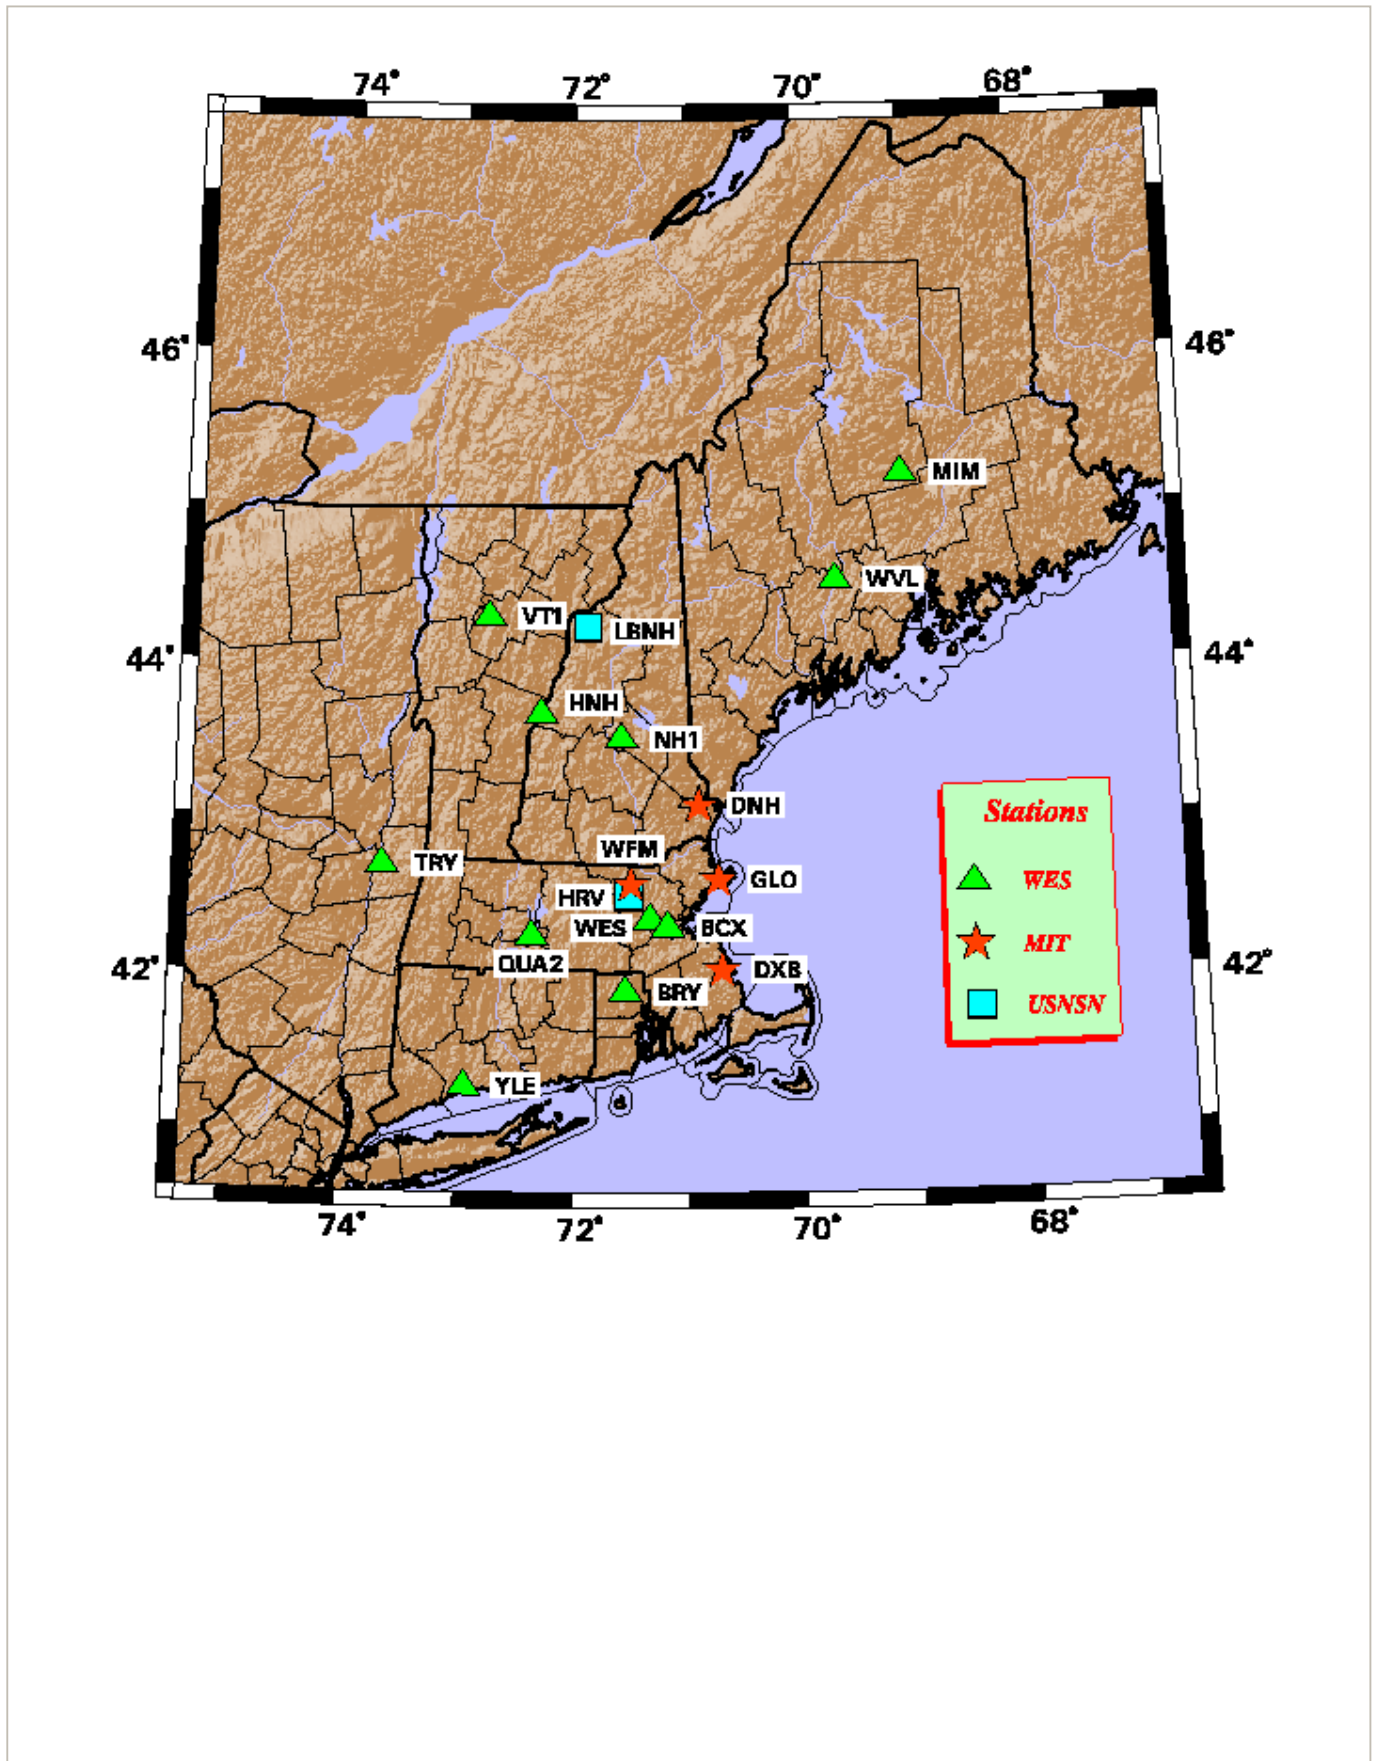 74° 72° 70° 68°
46° 46°
MIM
WVL
VT1
LBNH
44° 44°
HNH
NH1
DNH
Stations
WFM
TRY
GLO
WES
HRV
WES
BCX
MIT
QUA2
DXB
42° 42°
BRY
USNSN
YLE
74° 72° 70° 68°